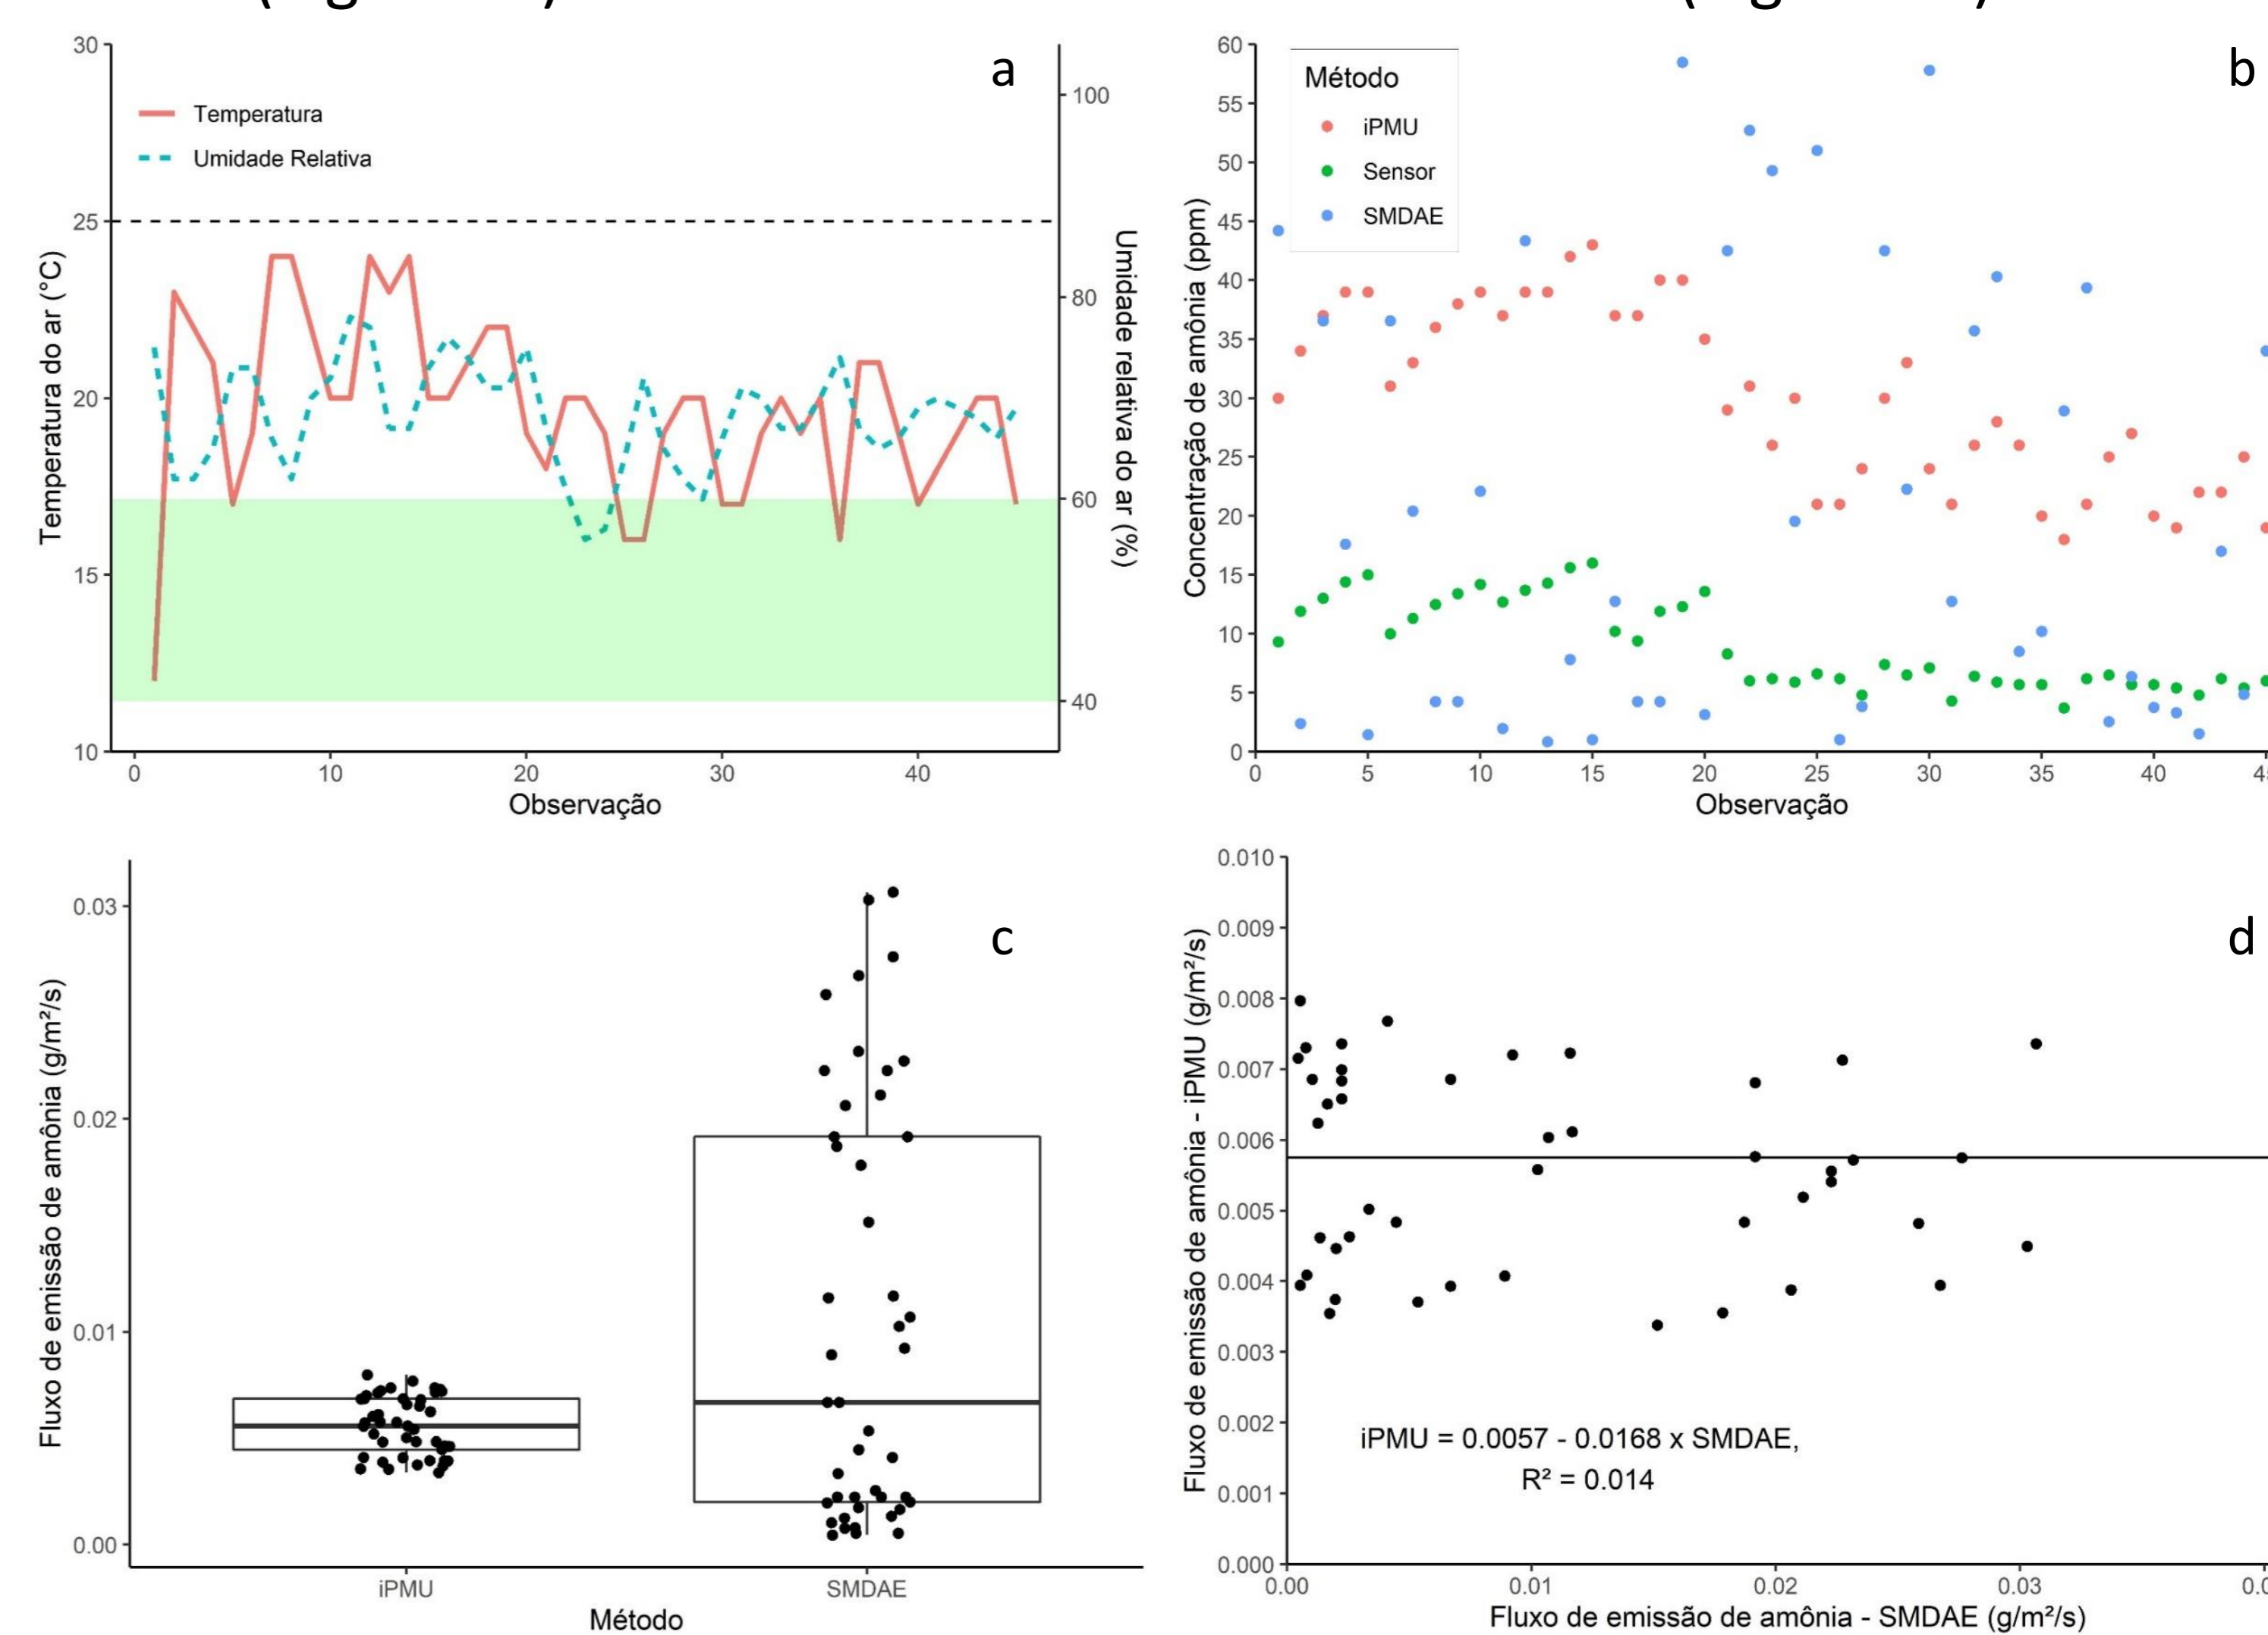 a
30
25
20
15
10
Temperatura do ar (°C)
Temperatura
Umidade Relativa
100
80
60
40
Umidade relativa do ar (%)
0 10 20 30 40
Observação
b
60
55
50
45
40
35
30
25
20
15
10
5
0
Concentração de amônia (ppm)
Método
iPMU
Sensor
SMDAE
0 5 10 15 20 25 30 35 40
Observação
c
0.03
0.02
0.01
0.00
Fluxo de emissão de amônia (g/m²/s)
iPMU SMDAE
Método
d
0.010
0.009
0.008
0.007
0.006
0.005
0.004
0.003
0.002
0.001
0.000
Fluxo de emissão de amônia - iPMU (g/m²/s)
iPMU = 0.0057 - 0.0168 x SMDAE,
R² = 0.014
0.00 0.01 0.02 0.03
Fluxo de emissão de amônia - SMDAE (g/m²/s)